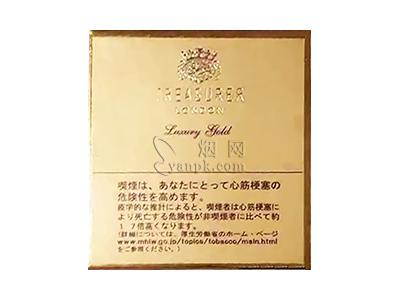 TREASURER
LONDON
Luxury Gold
烟网
yanpk.com
喫煙は、あなたにとって心筋梗塞の
危険性を高めます。
疫学的な推計によると、喫煙者は心筋梗塞に
より死亡する危険性が非喫煙者に比べて約
1.7倍高くなります。
(詳細については、厚生労働省のホーム・ページ
www.mhlw.go.jp/topics/tobacco/main.html
をご参照ください。)